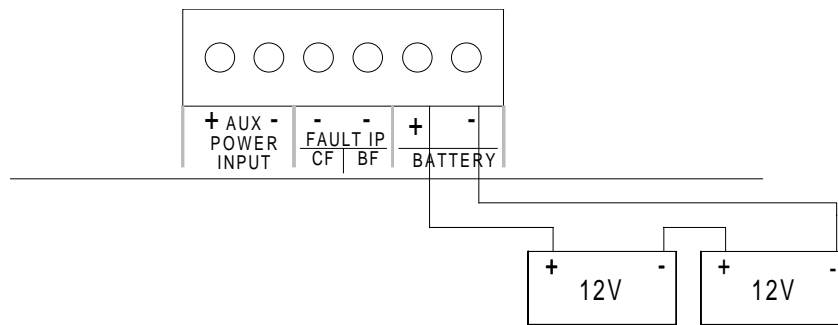 + AUX - - - + -
POWER FAULT IP
INPUT CF BF BATTERY
+ - + -
12V 12V